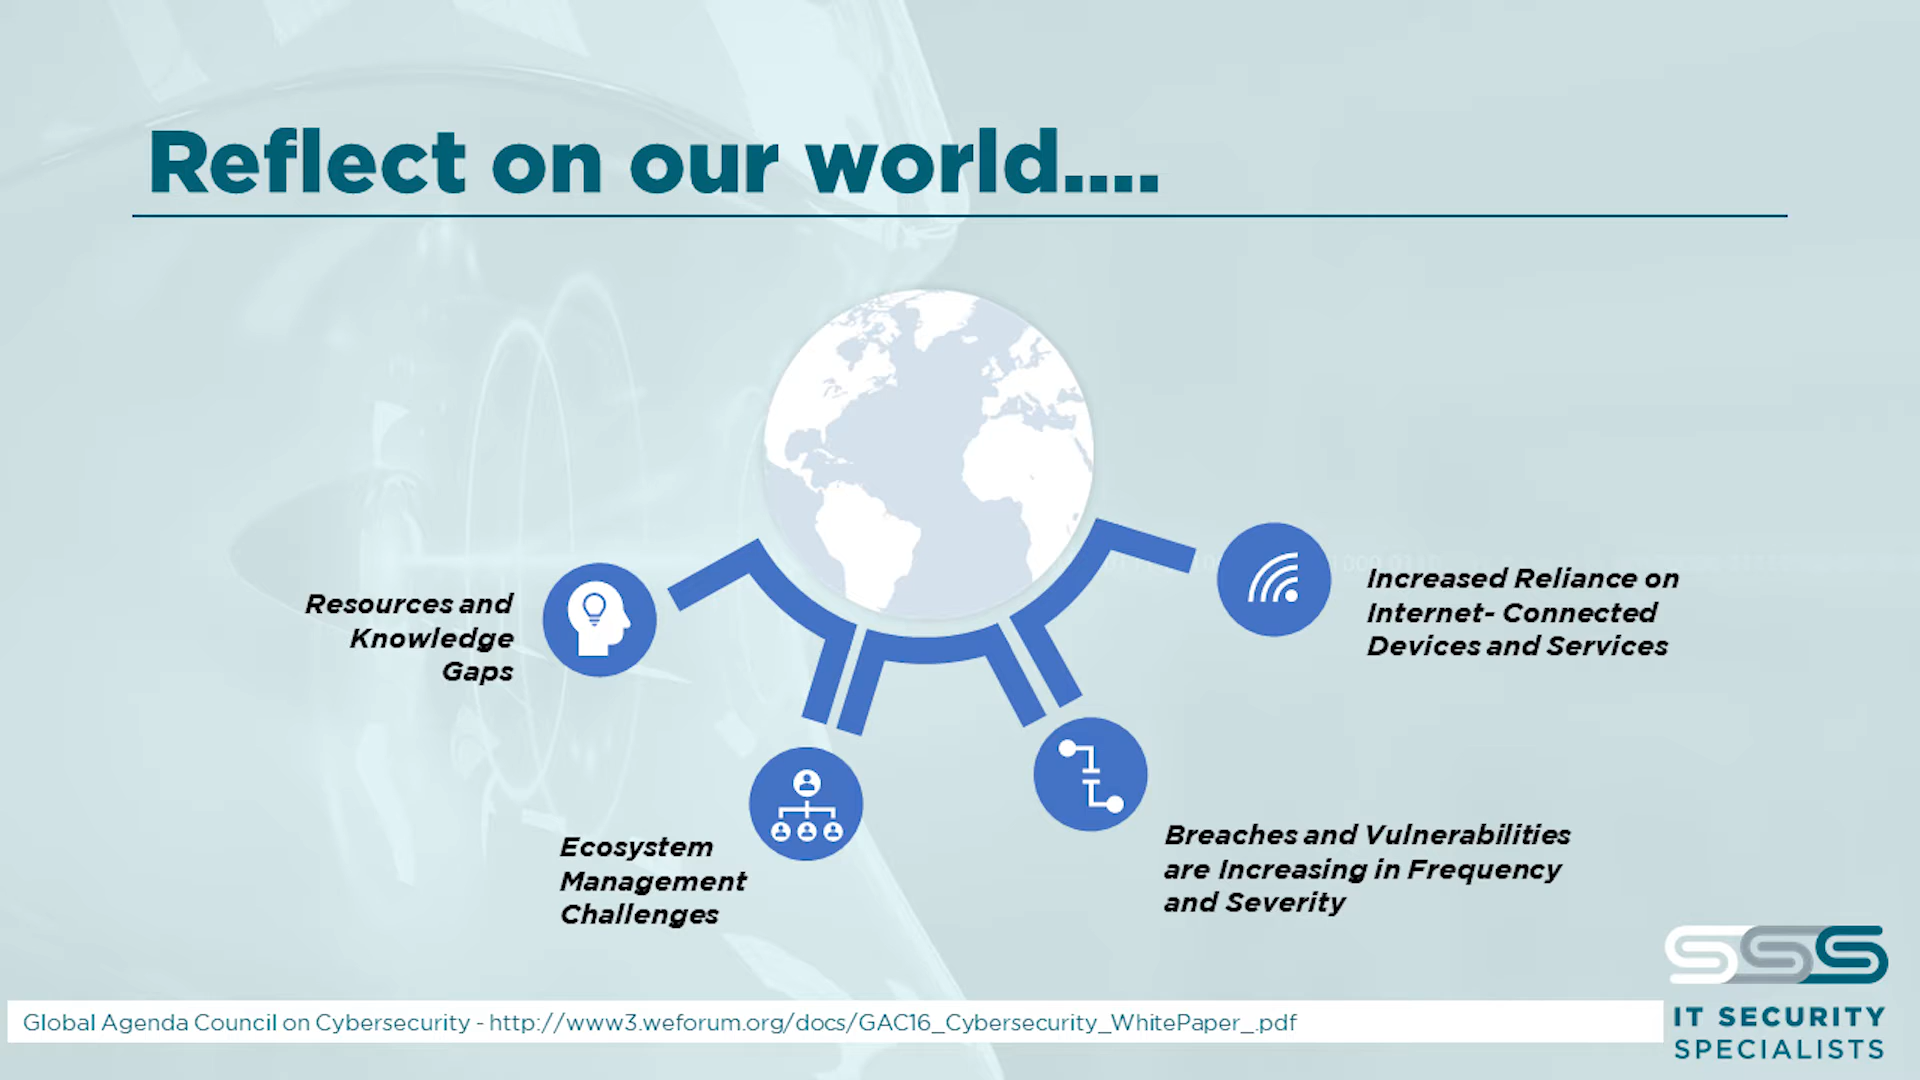 Reflect on our world....
Resources and
Knowledge
Gaps
Increased Reliance on
Internet- Connected
Devices and Services
Ecosystem
Management
Challenges
Breaches and Vulnerabilities
are Increasing in Frequency
and Severity
Global Agenda Council on Cybersecurity - http://www3.weforum.org/docs/GAC16_Cybersecurity_WhitePaper_.pdf
SSS
IT SECURITY
SPECIALISTS